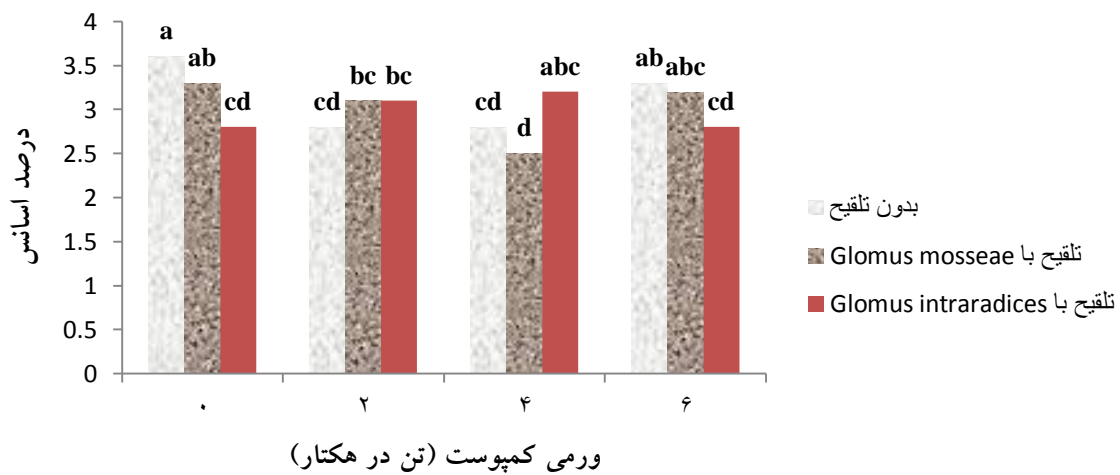 درصد اسانس
4
3.5
3
2.5
2
1.5
1
0.5
0
a ab cd
cd bc bc
cd d abc
ab abc cd
۰ ۲ ۴ ۶
ورمی کمپوست (تن در هکتار)
بدون تلقیح
تلقیح با Glomus mosseae
تلقیح با Glomus intraradices